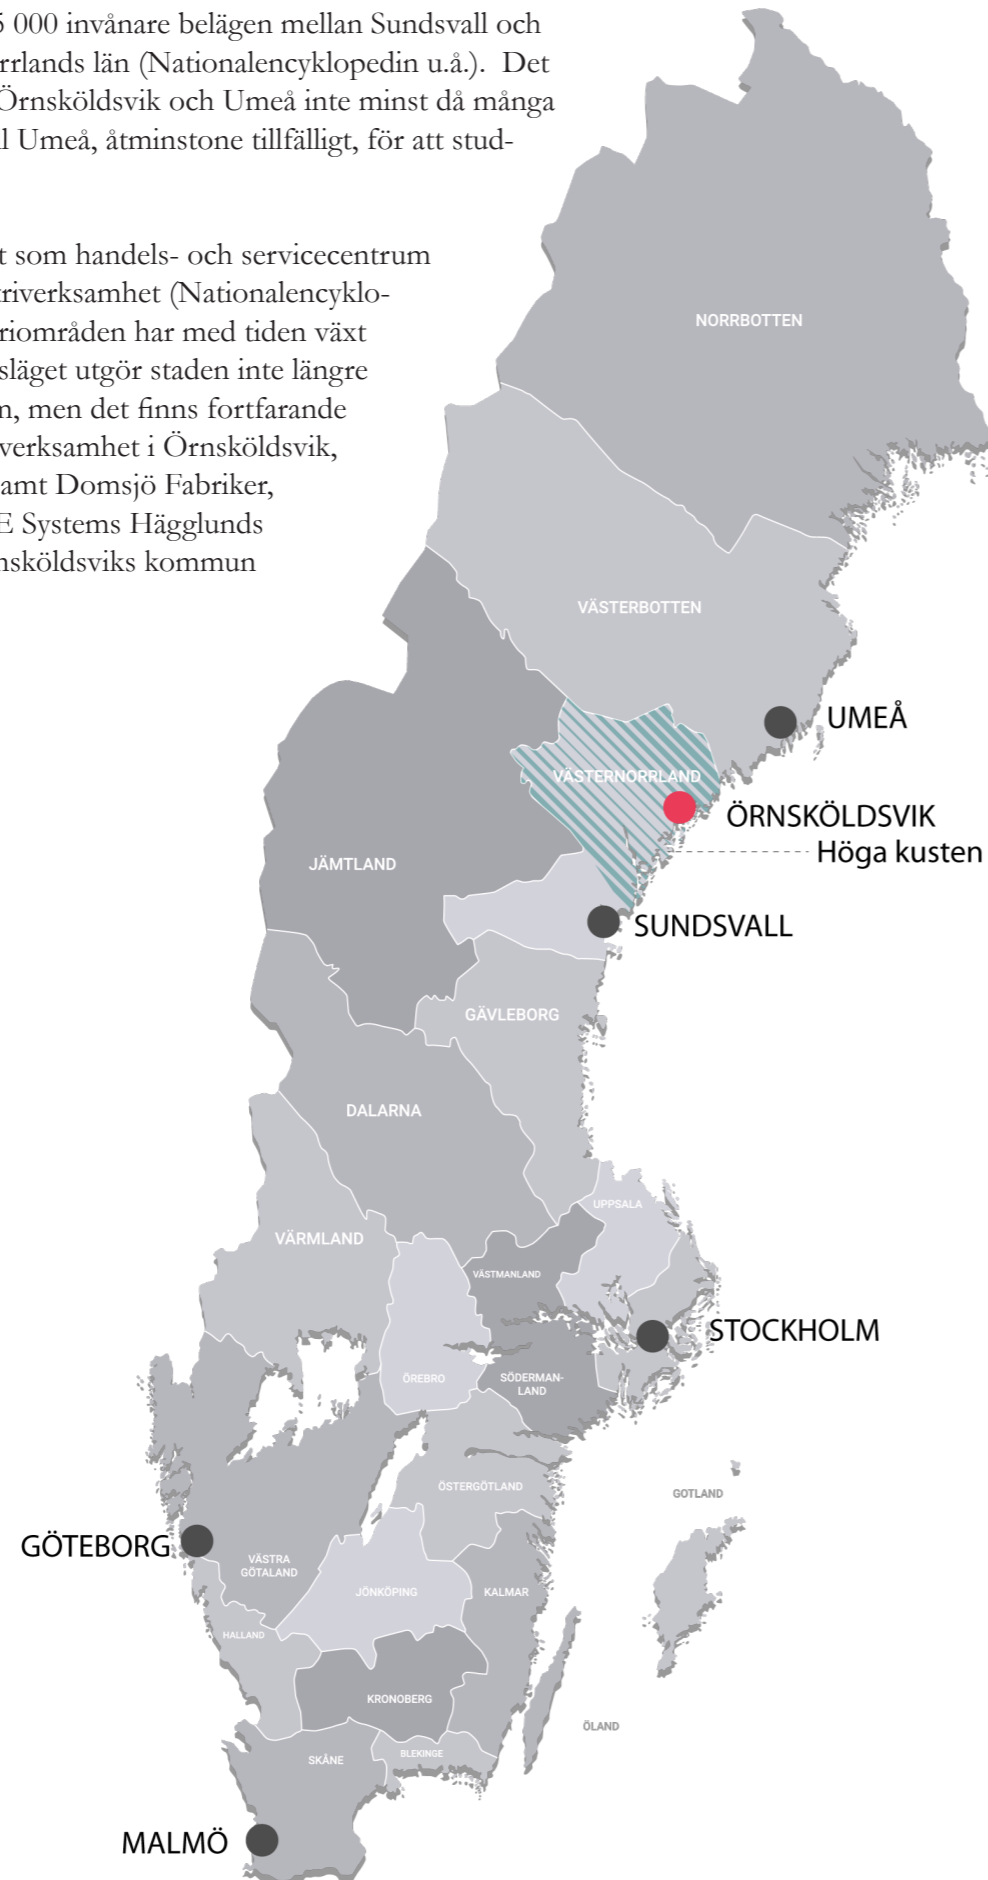 5 000 invånare belägen mellan Sundsvall och
rrlands län (Nationalencyklopedin u.å.). Det
Örnsköldsvik och Umeå inte minst då många
ll Umeå, åtminstone tillfälligt, för att stud-
t som handels- och servicecentrum
triverksamhet (Nationalencyklo-
riområden har med tiden växt
släget utgör staden inte längre
n, men det finns fortfarande
verksamhet i Örnsköldsvik,
amt Domsjö Fabriker,
E Systems Hägglunds
nsköldsviks kommun
NORRBOTTEN
VÄSTERBOTTEN
UMEÅ
VÄSTERNORRLAND
ÖRNSKÖLDSVIK
Höga kusten
JÄMTLAND
SUNDSVALL
GÄVLEBORG
DALARNA
UPPSALA
VÄRMLAND
VÄSTMANLAND
STOCKHOLM
ÖREBRO
SÖDERMAN-
LAND
ÖSTERGÖTLAND
GOTLAND
GÖTEBORG
VÄSTRA
GÖTALAND
JÖNKÖPING
KALMAR
HALLAND
KRONOBERG
ÖLAND
SKÅNE
BLEKINGE
MALMÖ